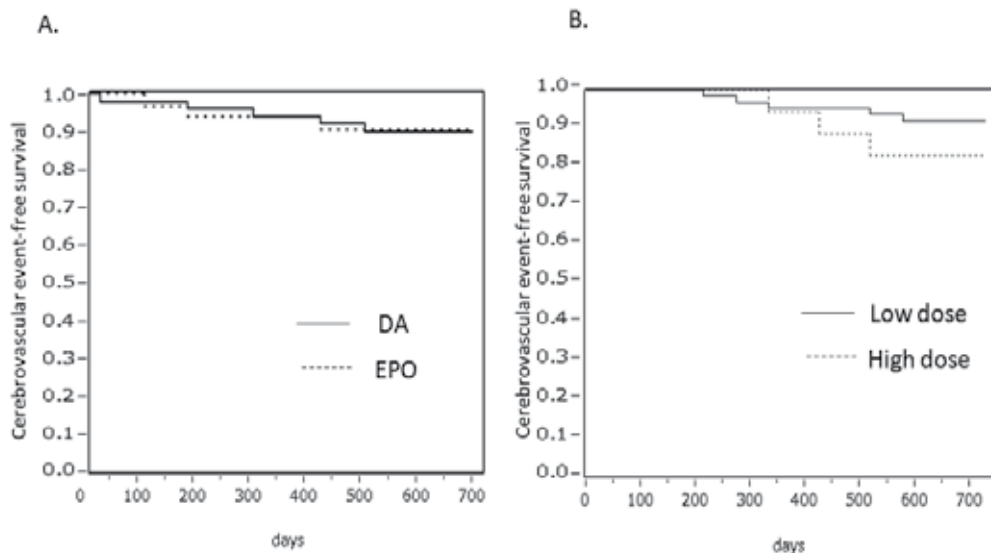 A.
Cerebrovascular event-free survival
1.0
0.9
0.8
0.7
0.6
0.5
0.4
0.3
0.2
0.1
0.0
DA
EPO
0 100 200 300 400 500 600 700
days
B.
Cerebrovascular event-free survival
1.0
0.9
0.8
0.7
0.6
0.5
0.4
0.3
0.2
0.1
0.0
Low dose
High dose
0 100 200 300 400 500 600 700
days